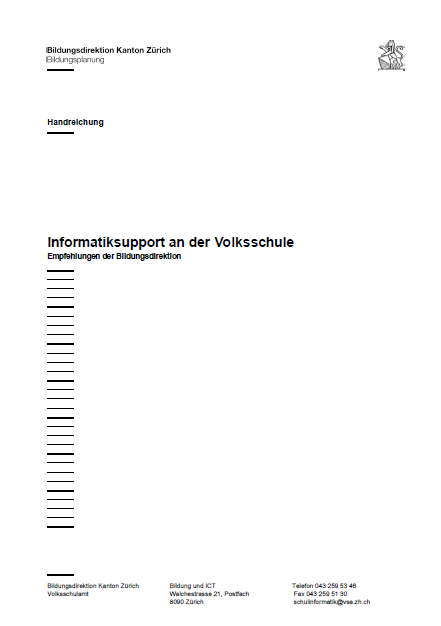 Bildungsdirektion Kanton Zürich
Bildungsplanung
Handreichung
Informatiksupport an der Volksschule
Empfehlungen der Bildungsdirektion
Bildungsdirektion Kanton Zürich
Volksschulamt
Bildung und ICT
Walchestrasse 21, Postfach
8090 Zürich
Telefon 043 259 53 46
Fax 043 259 51 30
schulinformatik@vsa.zh.ch